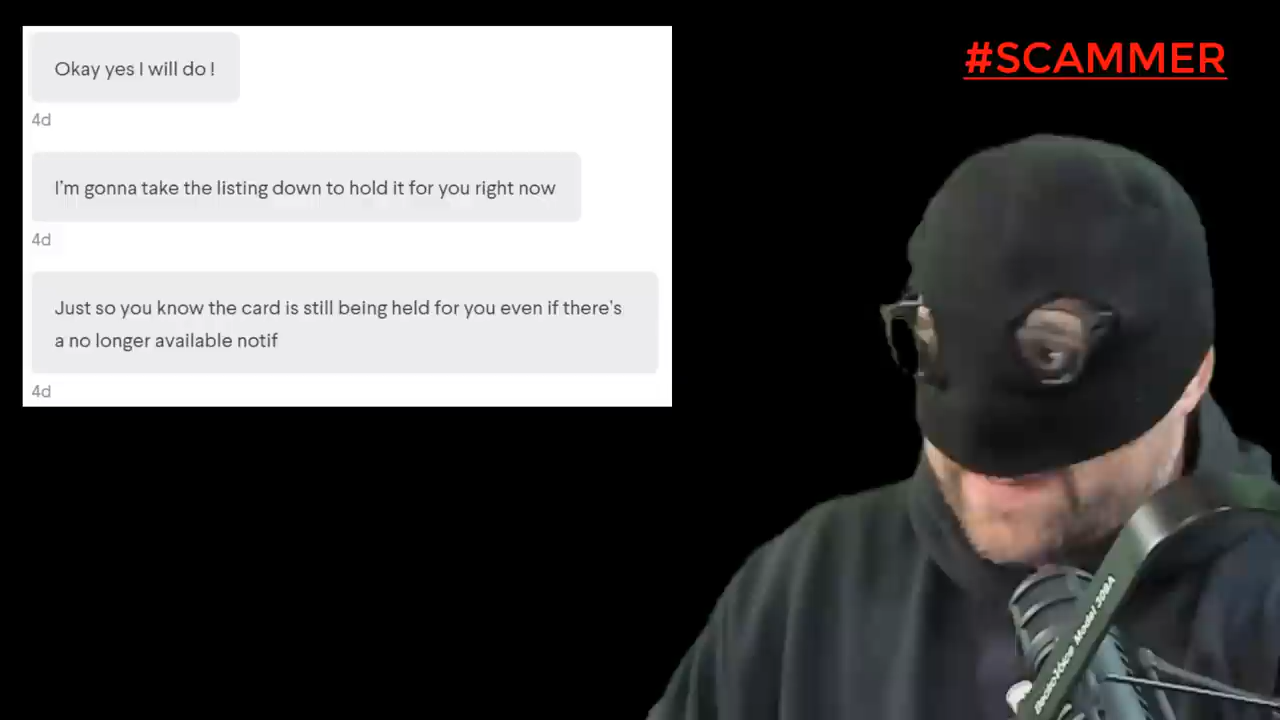 Okay yes I will do !
4d
I'm gonna take the listing down to hold it for you right now
4d
Just so you know the card is still being held for you even if there's
a no longer available notif
4d
#SCAMMER
Model 309A